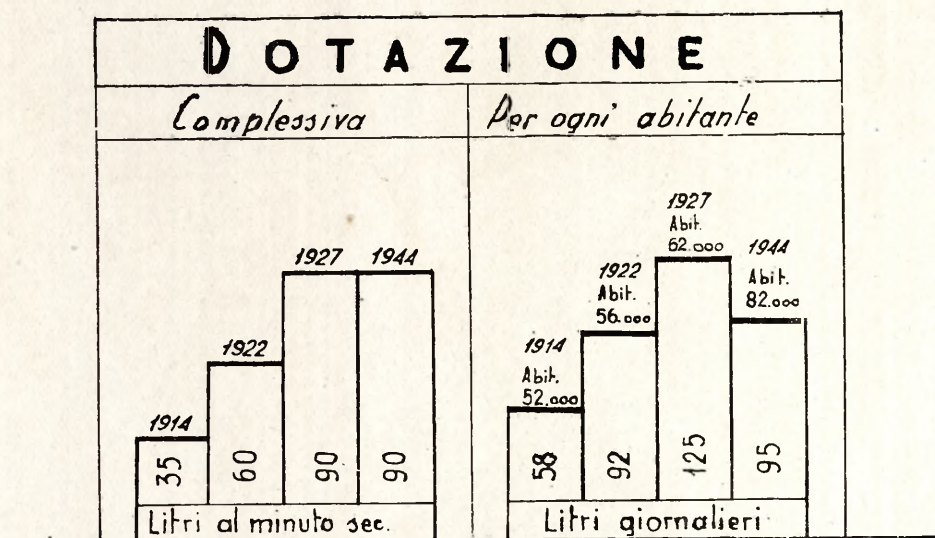 DOTAZIONE
Complessiva
1914
35
1922
60
1927
90
1944
90
Litri al minuto sec.
Per ogni abitante
1914
Abit.
52.000
58
1922
Abit.
56.000
92
1927
Abit.
62.000
125
1944
Abit.
82.000
95
Litri giornalieri